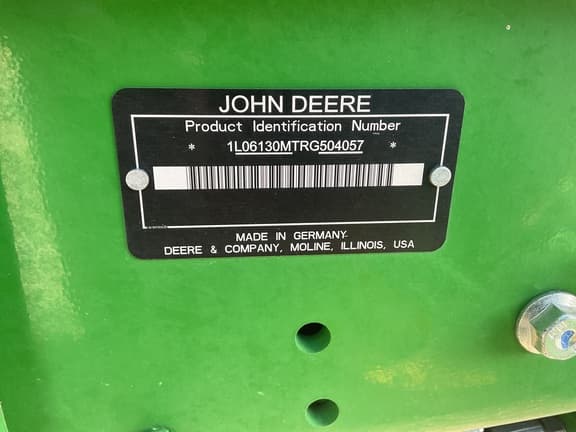 JOHN DEERE
Product Identification Number
* 1L06130MTRG504057 *
MADE IN GERMANY
DEERE & COMPANY, MOLINE, ILLINOIS, USA